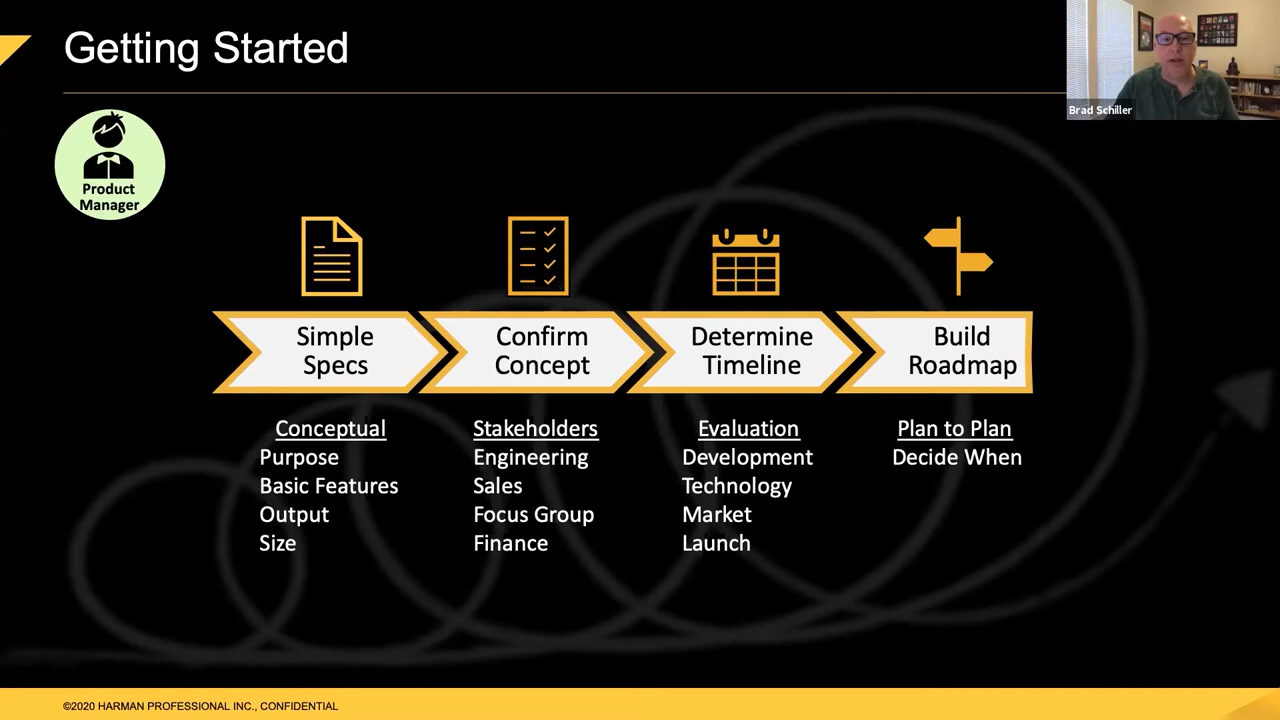 Getting Started
Brad Schiller
Product
Manager
Simple
Specs
Confirm
Concept
Determine
Timeline
Build
Roadmap
Conceptual
Purpose
Basic Features
Output
Size
Stakeholders
Engineering
Sales
Focus Group
Finance
Evaluation
Development
Technology
Market
Launch
Plan to Plan
Decide When
©2020 HARMAN PROFESSIONAL INC., CONFIDENTIAL